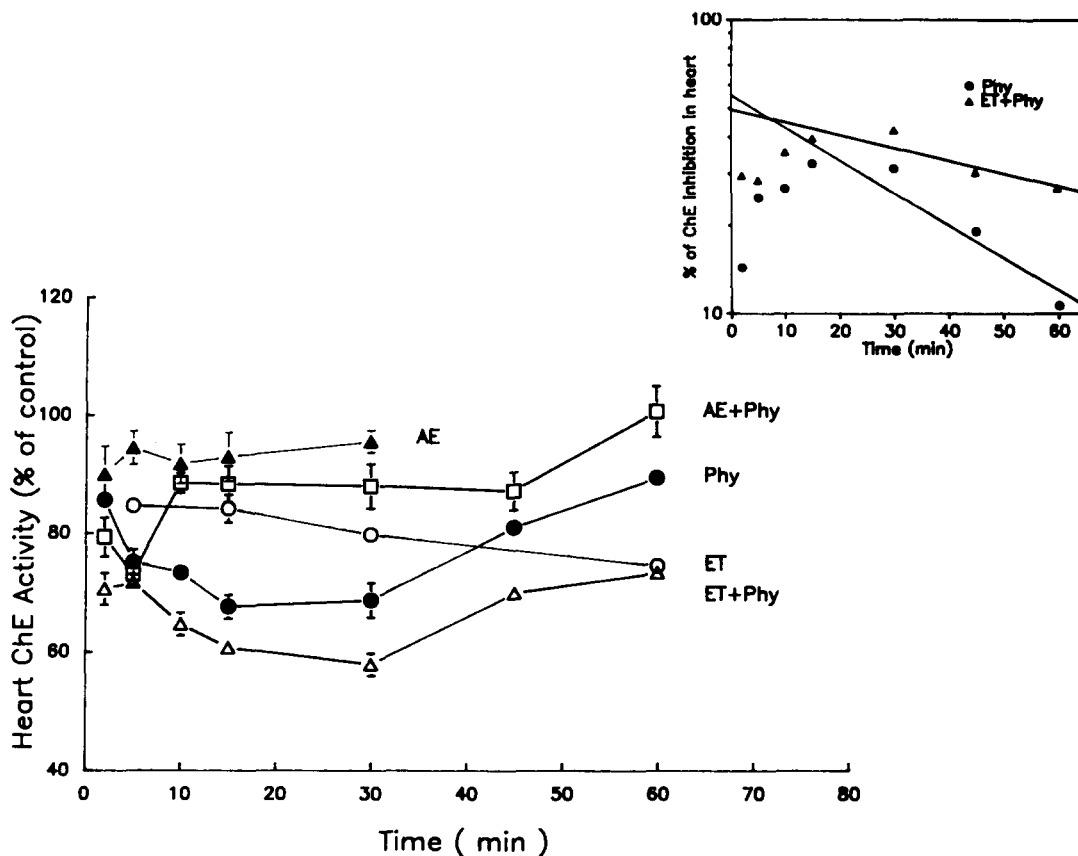 100
% of ChE inhibition in heart
Phy
ET+Phy
10
0 10 20 30 40 50 60
Time (min)
Heart ChE Activity (% of control)
120
100
80
60
40
AE
AE+Phy
Phy
ET
ET+Phy
0 10 20 30 40 50 60 70 80
Time ( min )